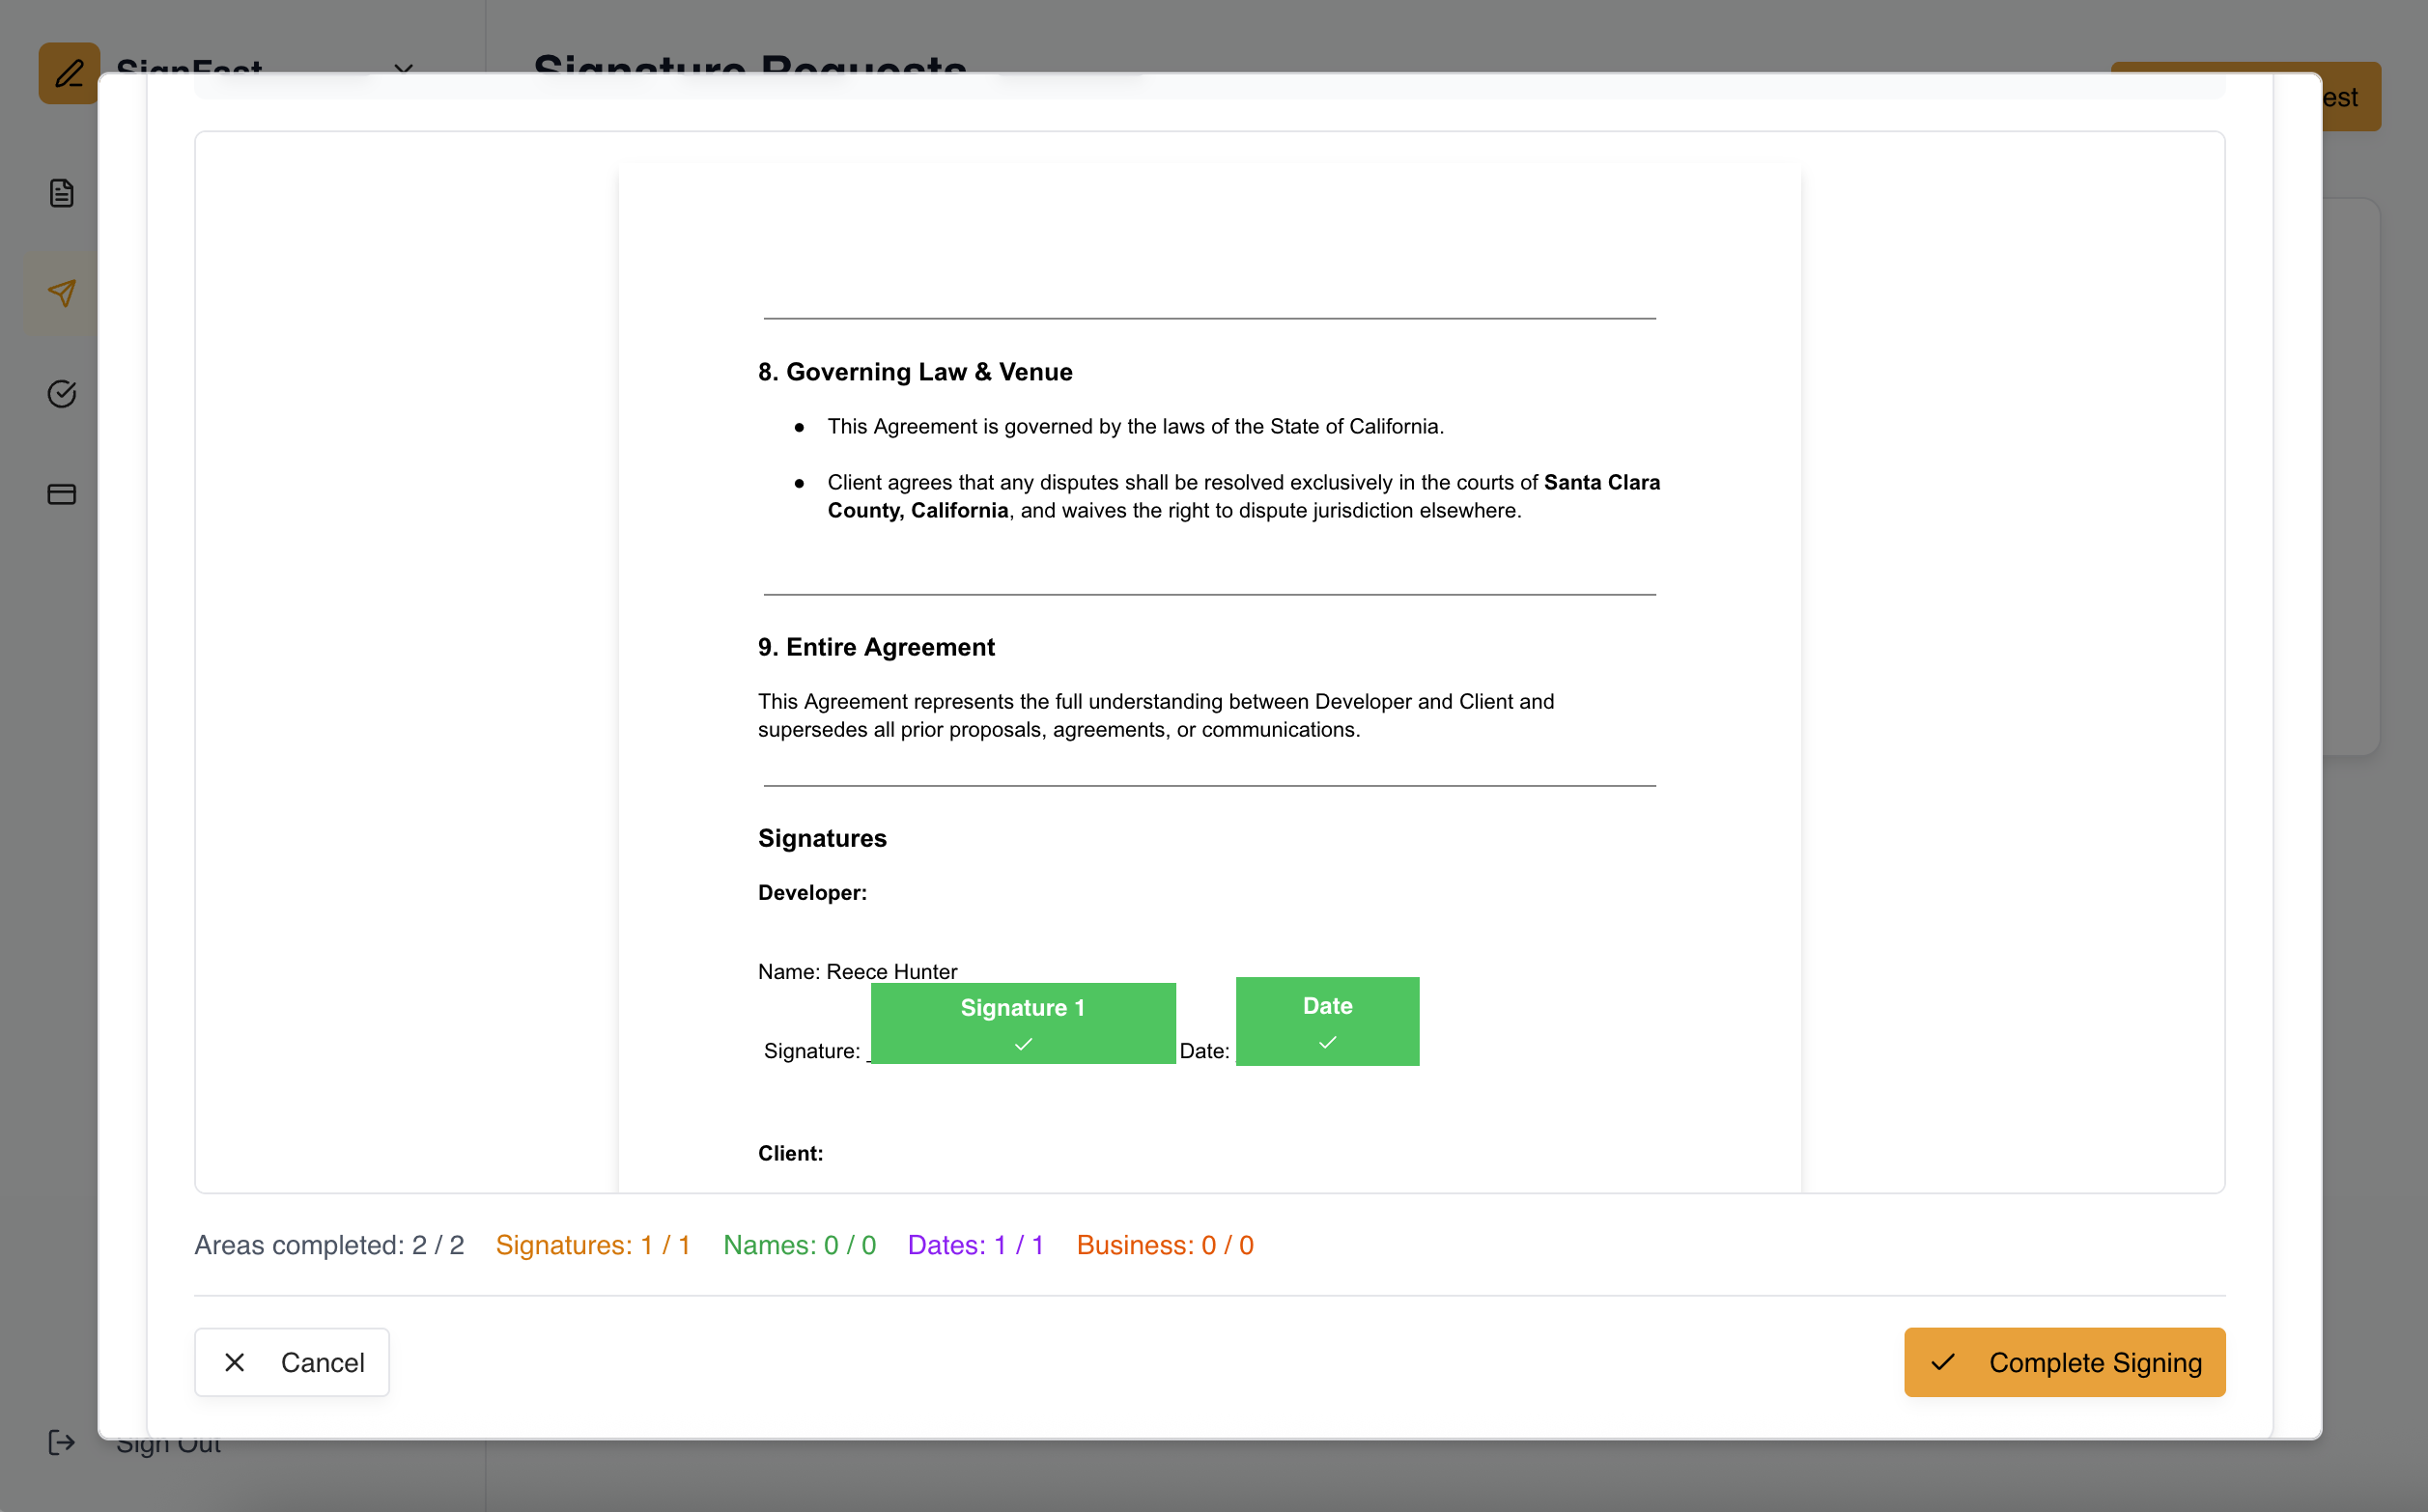 SignFast
Signature Requests
est
8. Governing Law & Venue
● This Agreement is governed by the laws of the State of California.
● Client agrees that any disputes shall be resolved exclusively in the courts of Santa Clara
County, California, and waives the right to dispute jurisdiction elsewhere.
9. Entire Agreement
This Agreement represents the full understanding between Developer and Client and
supersedes all prior proposals, agreements, or communications.
Signatures
Developer:
Name: Reece Hunter
Signature: _ Signature 1 Date: Date
Client:
Areas completed: 2 / 2 Signatures: 1 / 1 Names: 0 / 0 Dates: 1 / 1 Business: 0 / 0
Cancel Complete Signing
Sign Out